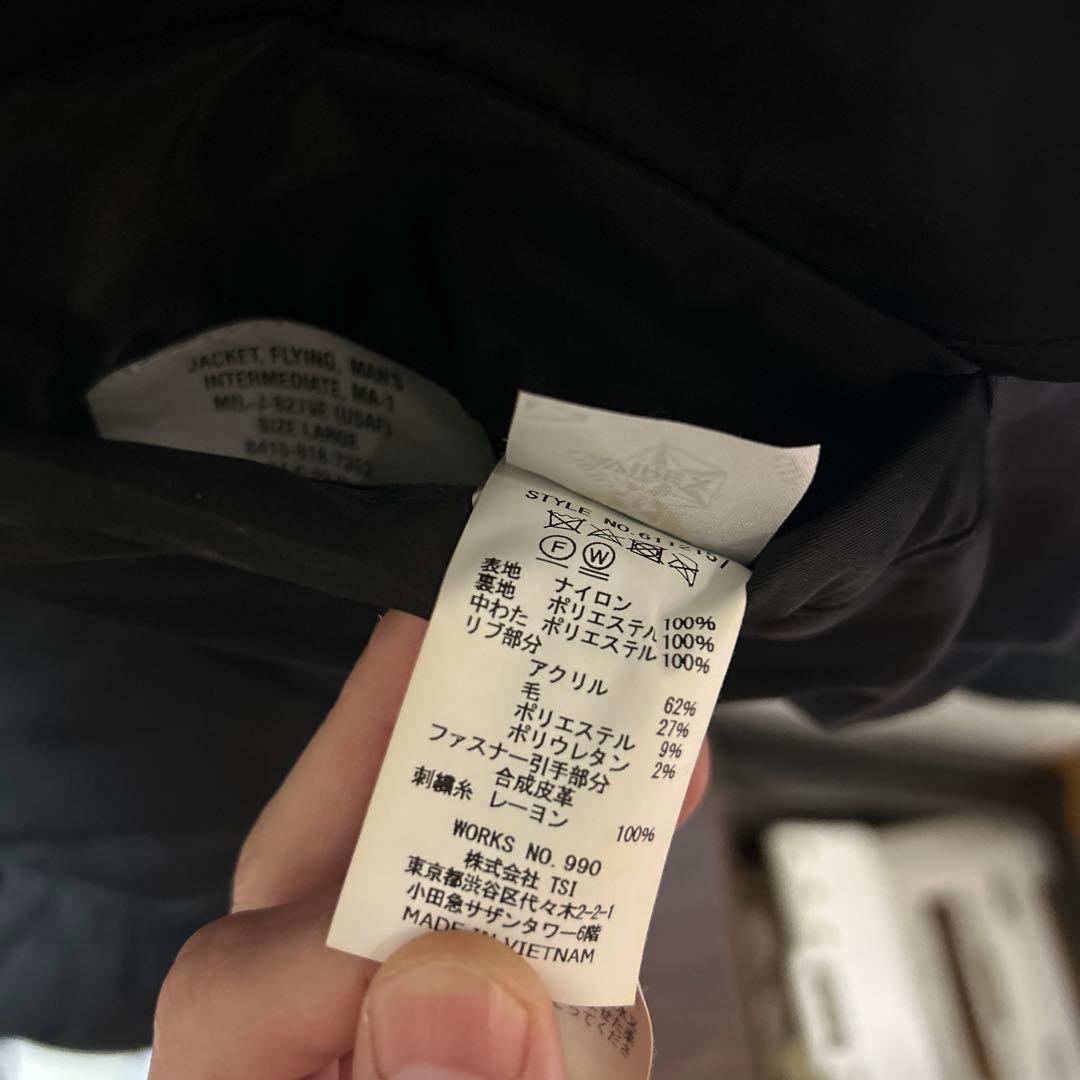 JACKET, FLYING, MAN'S
INTERMEDIATE, MA-1
MIL-J-8279E (USAF)
SIZE LARGE
8415-818-7352
STYLE NO.6112157
F W
表地 ナイロン 100%
裏地 ポリエステル 100%
中わた ポリエステル 100%
リブ部分
アクリル 62%
毛 27%
ポリエステル 9%
ポリウレタン 2%
ファスナー引手部分
合成皮革
刺繍糸 レーヨン 100%
WORKS NO.990
株式会社 TSI
東京都渋谷区代々木2-2-1
小田急サザンタワー6階
MADE IN VIETNAM